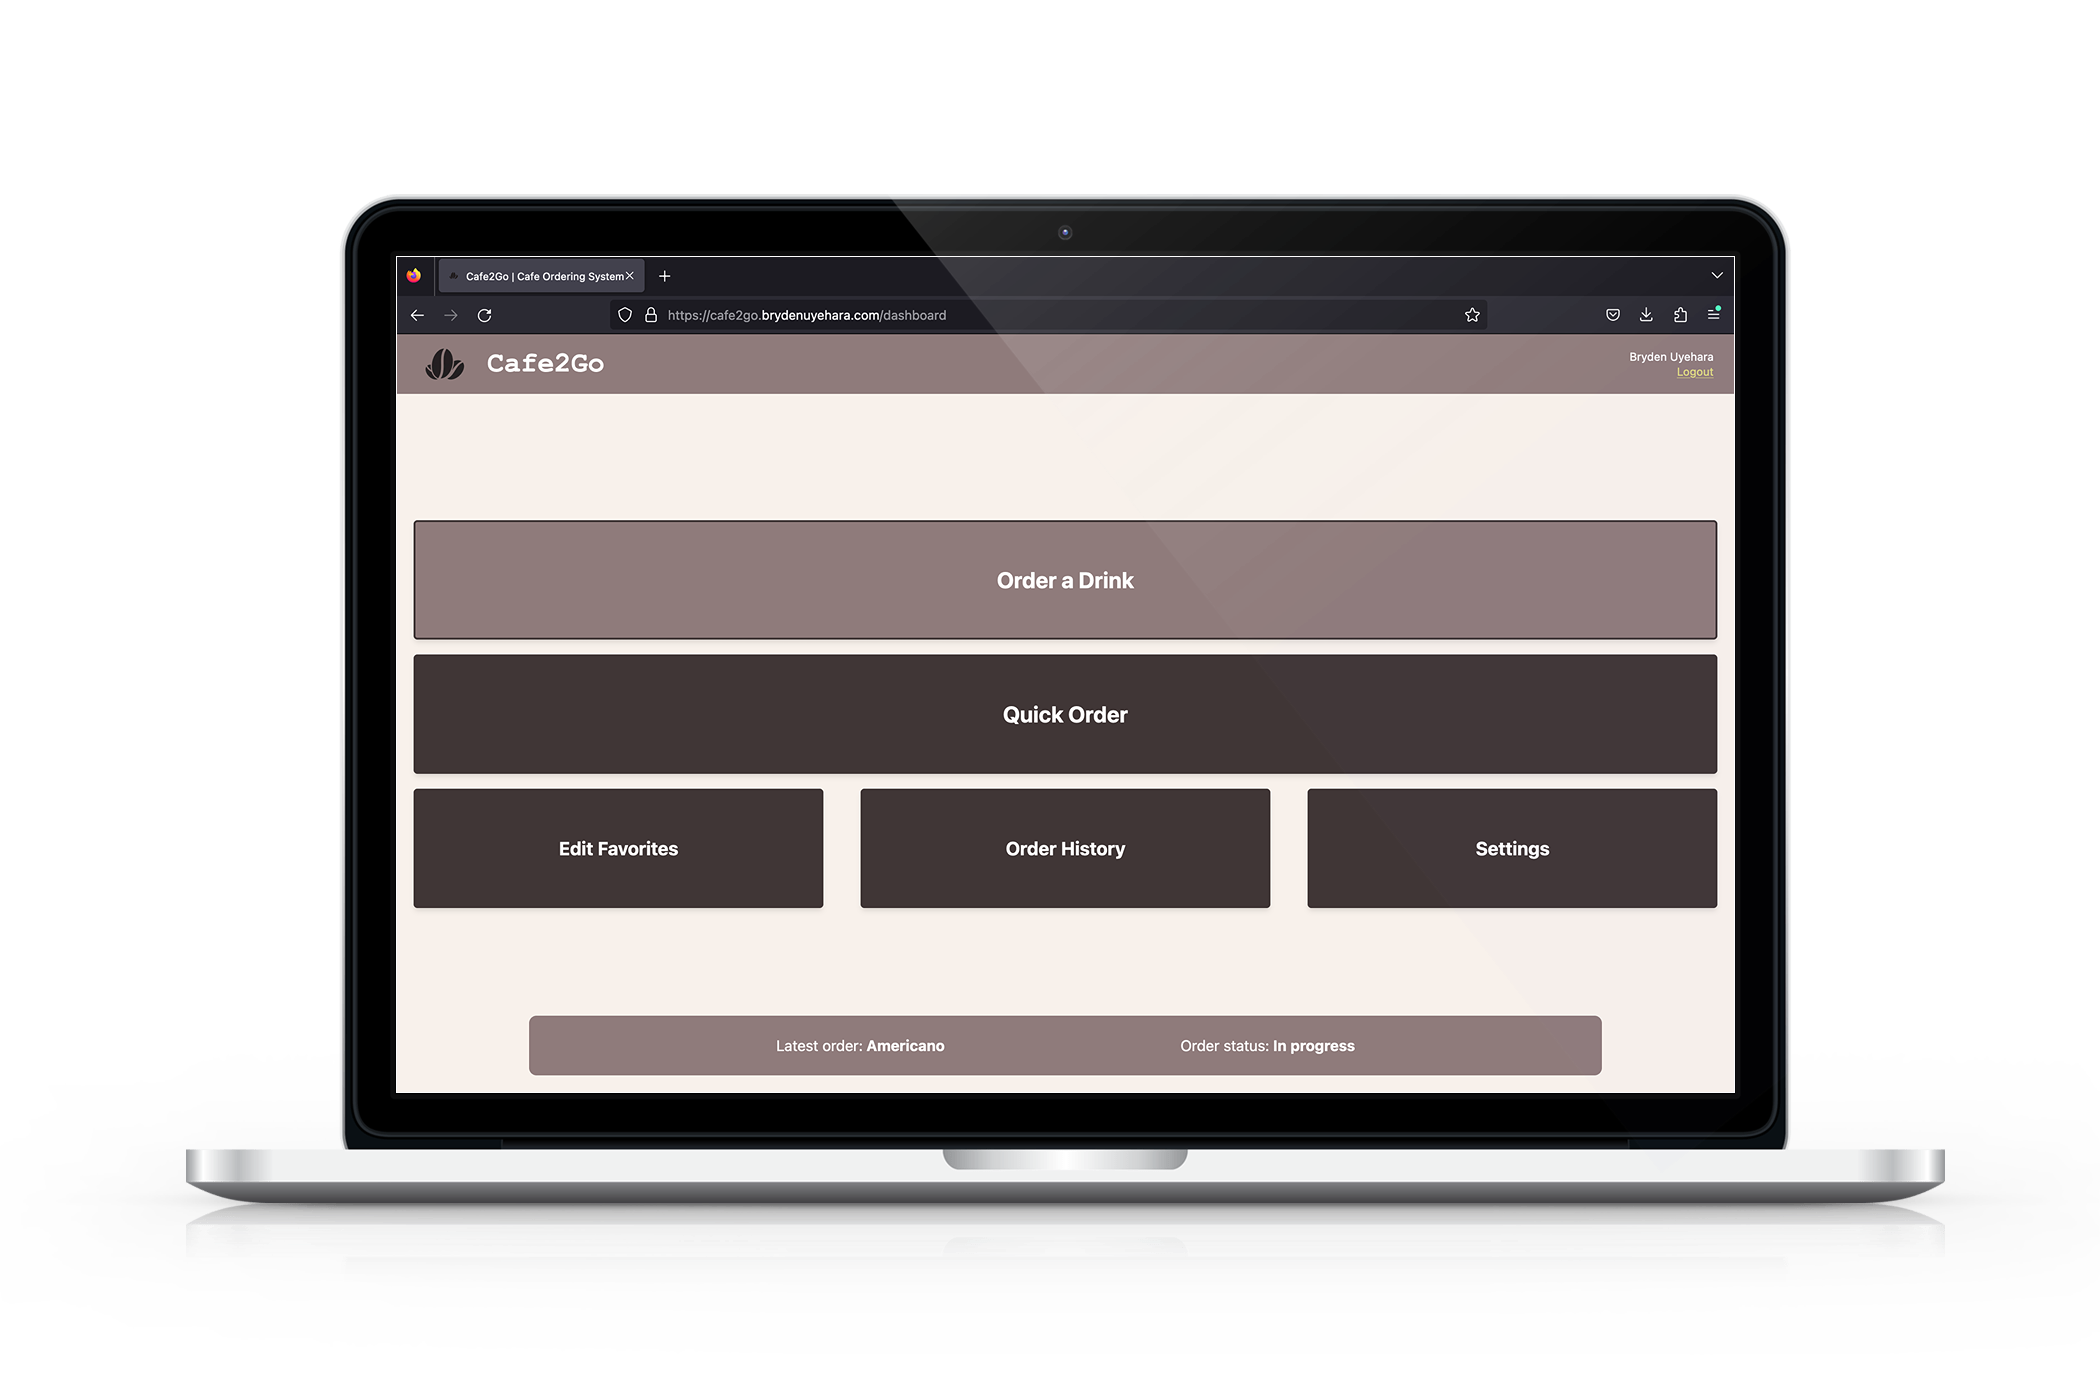 Cafe2Go | Cafe Ordering System
https://cafe2go.brydenuyehara.com/dashboard
Cafe2Go
Bryden Uyehara
Logout
Order a Drink
Quick Order
Edit Favorites
Order History
Settings
Latest order: Americano
Order status: In progress